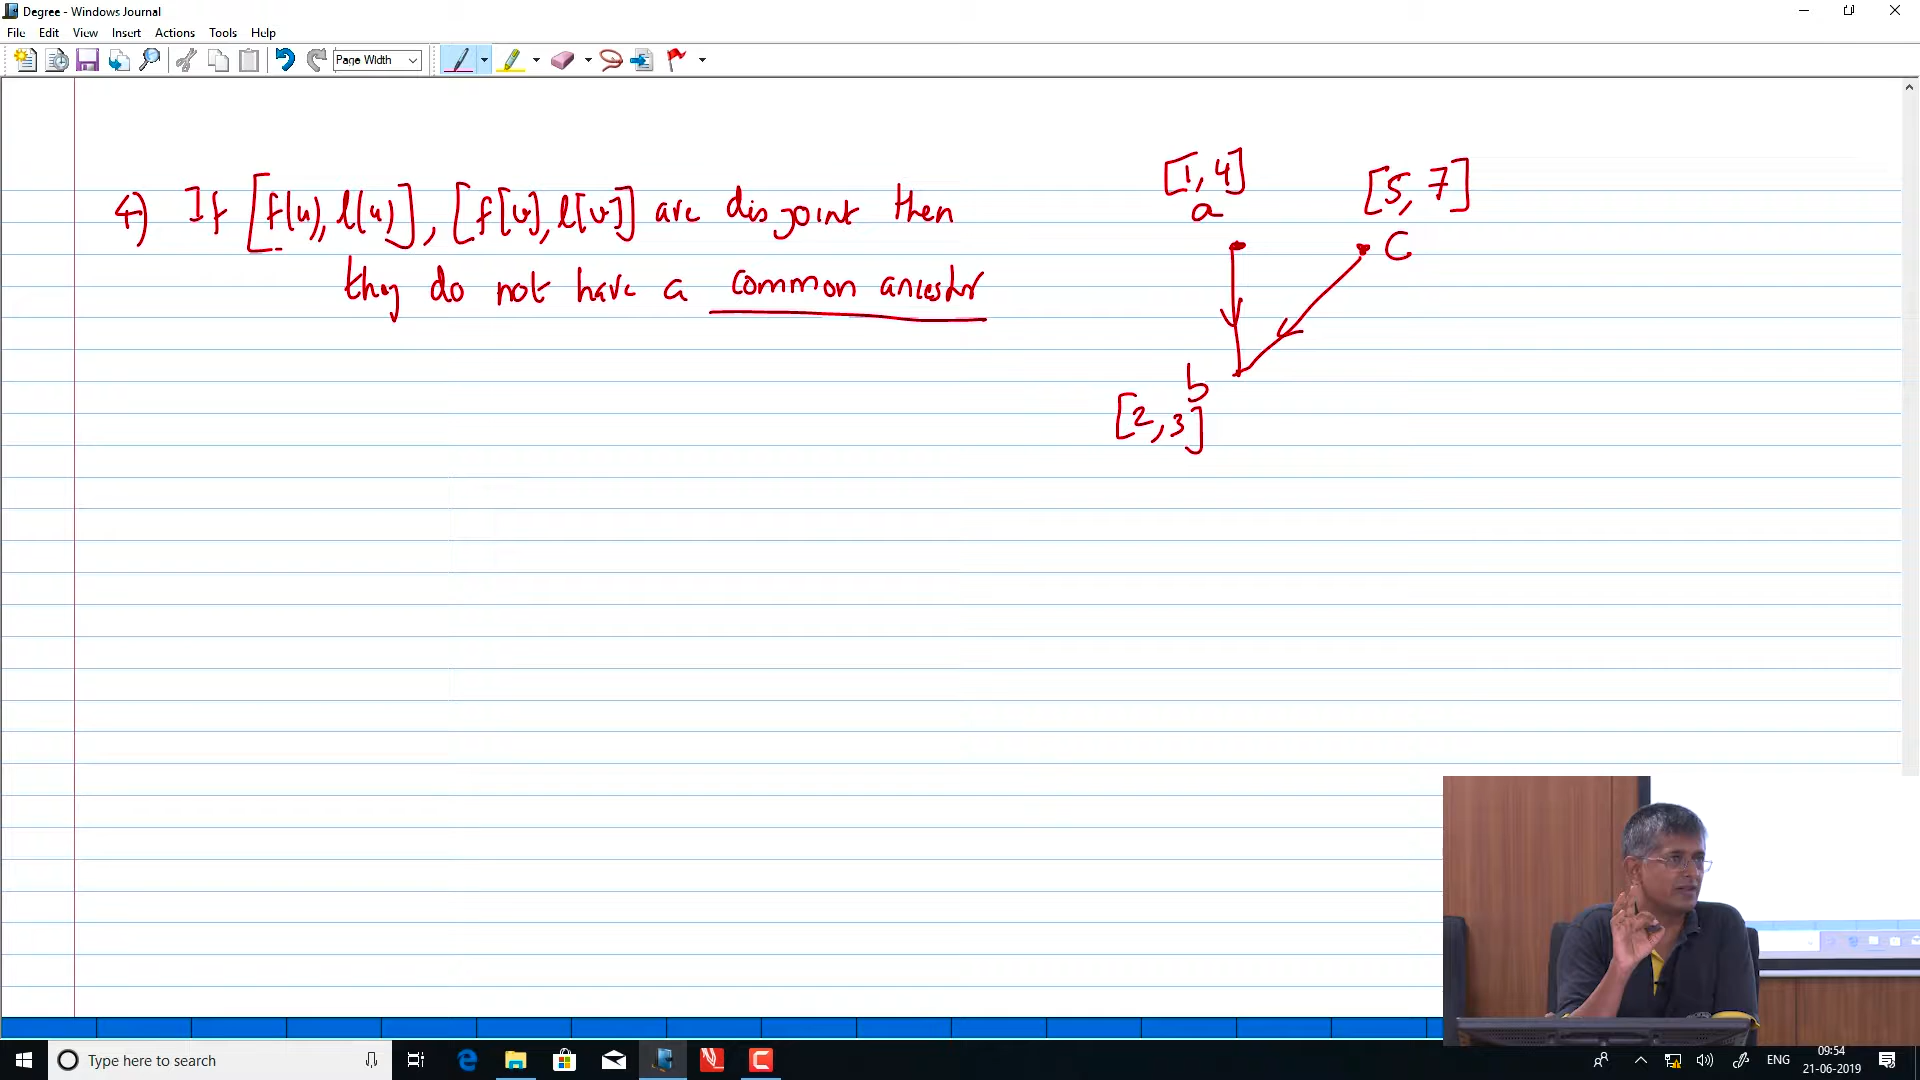 Degree - Windows Journal
File Edit View Insert Actions Tools Help
Page Width
4) If [f(u), l(u)], [f[v], l[v]] are disjoint then
they do not have a common ancestor
[1, 4]
a
[5, 7]
C
b
[2, 3]
Type here to search
ENG
09:54
21-06-2019